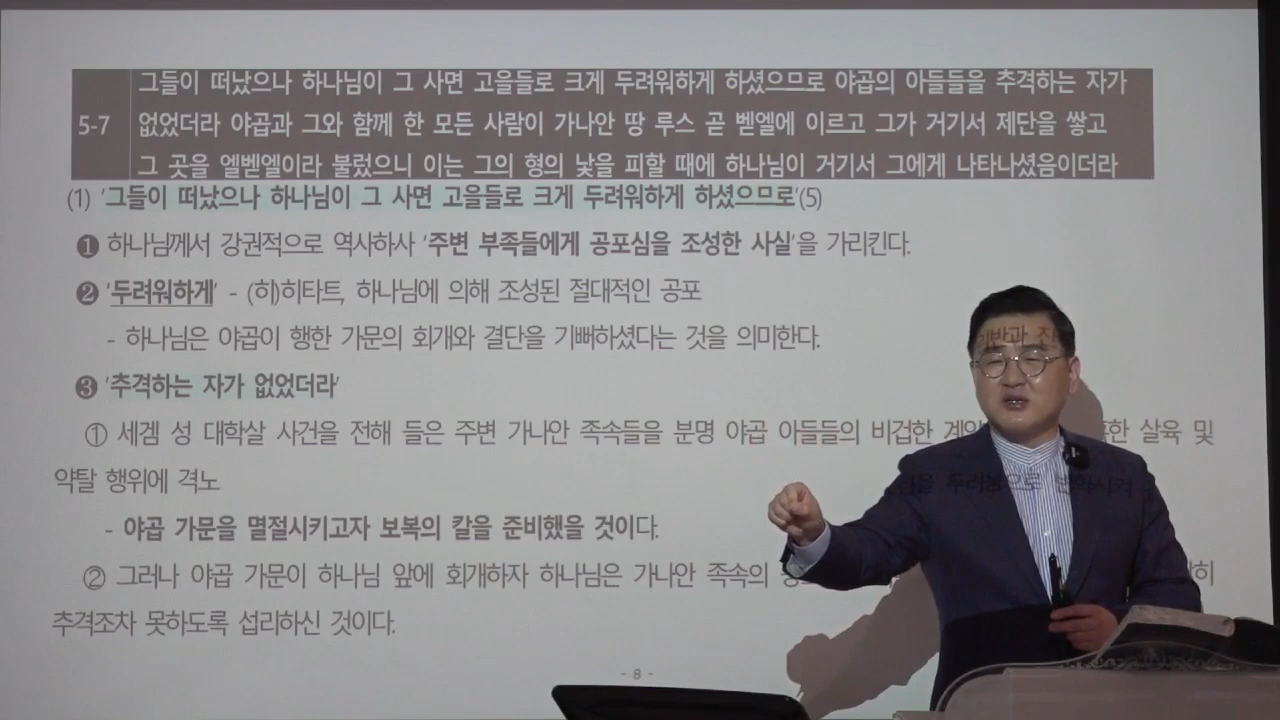 그들이 떠났으나 하나님이 그 사면 고을들로 크게 두려워하게 하셨으므로 야곱의 아들들을 추격하는 자가
5-7 없었더라 야곱과 그와 함께 한 모든 사람이 가나안 땅 루스 곧 벧엘에 이르고 그가 거기서 제단을 쌓고
그 곳을 엘벧엘이라 불렀으니 이는 그의 형의 낯을 피할 때에 하나님이 거기서 그에게 나타나셨음이더라
(1) '그들이 떠났으나 하나님이 그 사면 고을들로 크게 두려워하게 하셨으므로'(5)
❶ 하나님께서 강권적으로 역사하사 '주변 부족들에게 공포심을 조성한 사실'을 가리킨다.
❷ '두려워하게' - (히)히타트, 하나님에 의해 조성된 절대적인 공포
- 하나님은 야곱이 행한 가문의 회개와 결단을 기뻐하셨다는 것을 의미한다.
❸ '추격하는 자가 없었더라'
① 세겜 성 대학살 사건을 전해 들은 주변 가나안 족속들을 분명 야곱 아들들의 비겁한 살육 및
약탈 행위에 격노
- 야곱 가문을 멸절시키고자 보복의 칼을 준비했을 것이다.
② 그러나 야곱 가문이 하나님 앞에 회개하자 하나님은 가나안 족속의
추격조차 못하도록 섭리하신 것이다.
- 8 -